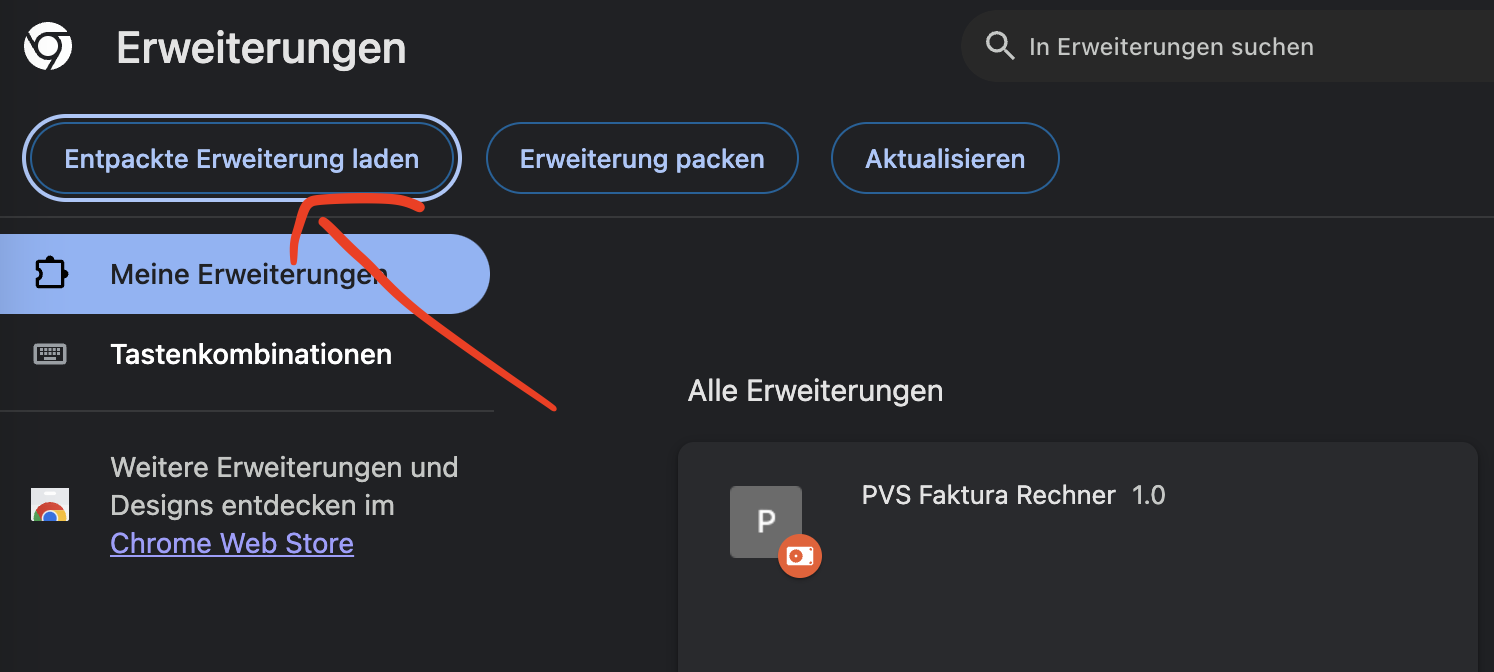 Erweiterungen
In Erweiterungen suchen
Entpackte Erweiterung laden
Erweiterung packen
Aktualisieren
Meine Erweiterungen
Tastenkombinationen
Weitere Erweiterungen und
Designs entdecken im
Chrome Web Store
Alle Erweiterungen
P
PVS Faktura Rechner 1.0